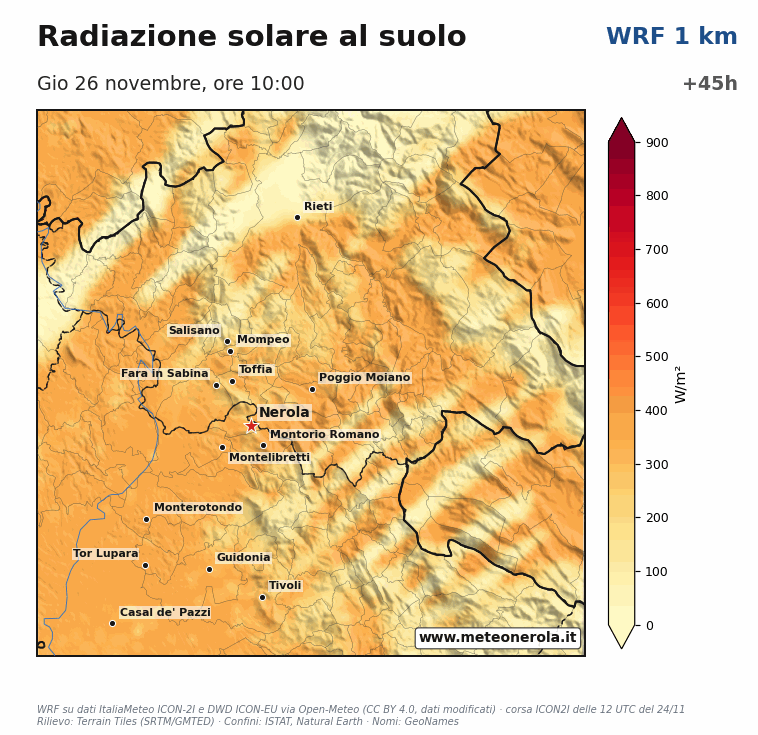 Radiazione solare al suolo
WRF 1 km
Gio 26 novembre, ore 10:00
+45h
Rieti
Salisano
Mompeo
Fara in Sabina
Toffia
Poggio Moiano
Nerola
Montorio Romano
Montelibretti
Monterotondo
Tor Lupara
Guidonia
Tivoli
Casal de' Pazzi
www.meteonerola.it
900
800
700
600
500
400
300
200
100
0
W/m²
WRF su dati ItaliaMeteo ICON-2I e DWD ICON-EU via Open-Meteo (CC BY 4.0, dati modificati) · corsa ICON2I delle 12 UTC del 24/11
Rilievo: Terrain Tiles (SRTM/GMTED) · Confini: ISTAT, Natural Earth · Nomi: GeoNames